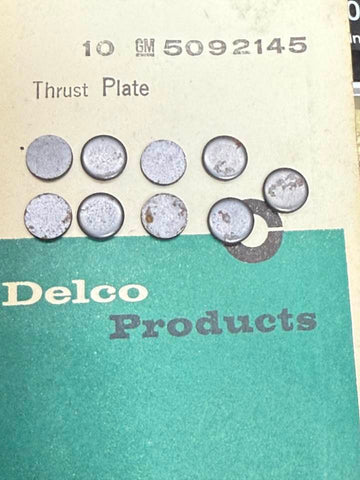 10 GM 5092145
Thrust Plate
Delco
Products